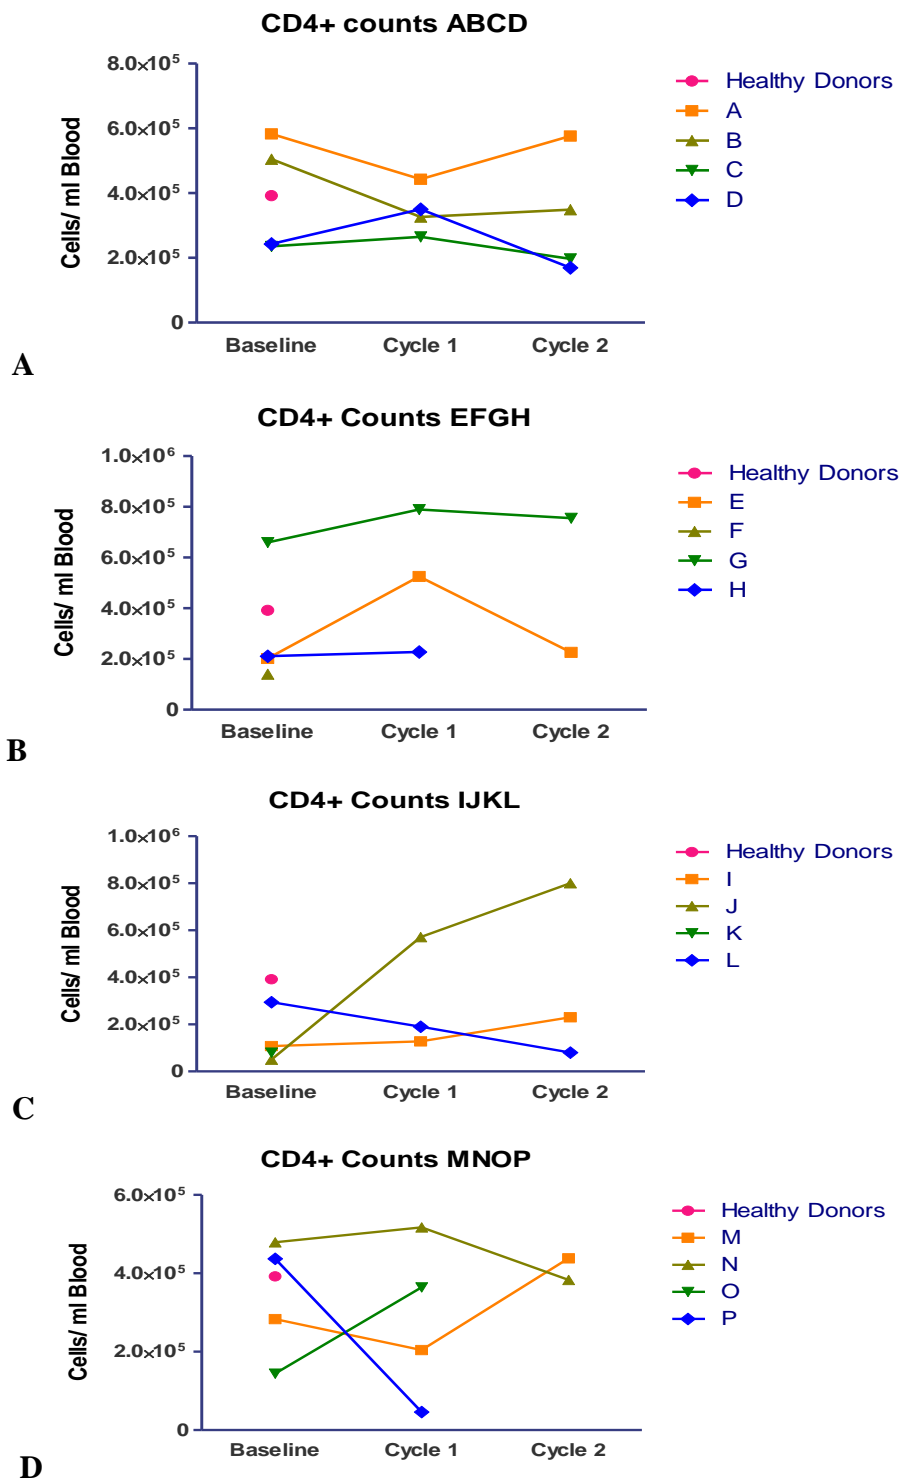 CD4+ counts ABCD
8.0×10⁵
6.0×10⁵
4.0×10⁵
2.0×10⁵
0
Cells/ ml Blood
Baseline Cycle 1 Cycle 2
Healthy Donors
A
B
C
D
A
CD4+ Counts EFGH
1.0×10⁶
8.0×10⁵
6.0×10⁵
4.0×10⁵
2.0×10⁵
0
Cells/ ml Blood
Baseline Cycle 1 Cycle 2
Healthy Donors
E
F
G
H
B
CD4+ Counts IJKL
1.0×10⁶
8.0×10⁵
6.0×10⁵
4.0×10⁵
2.0×10⁵
0
Cells/ ml Blood
Baseline Cycle 1 Cycle 2
Healthy Donors
I
J
K
L
C
CD4+ Counts MNOP
6.0×10⁵
4.0×10⁵
2.0×10⁵
0
Cells/ ml Blood
Baseline Cycle 1 Cycle 2
Healthy Donors
M
N
O
P
D